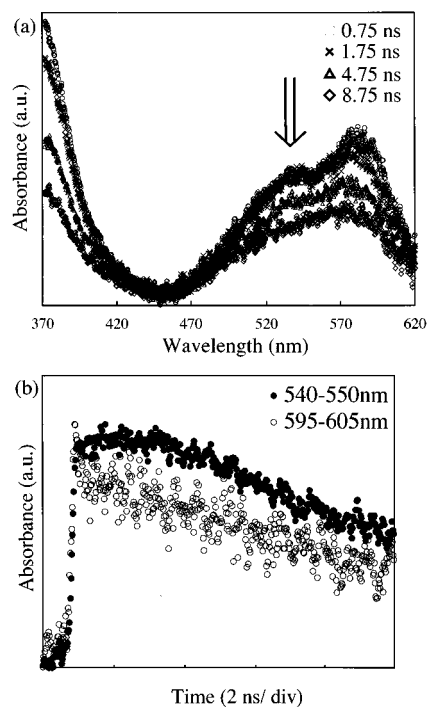 (a)
0.75 ns
× 1.75 ns
△ 4.75 ns
◇ 8.75 ns
Absorbance (a.u.)
370 420 470 520 570 620
Wavelength (nm)
(b)
● 540-550nm
○ 595-605nm
Absorbance (a.u.)
Time (2 ns/ div)